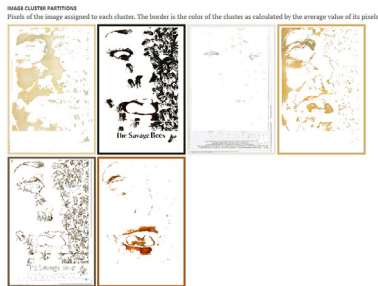 IMAGE CLUSTER PARTITIONS
Pixels of the image assigned to each cluster. The border is the color of the cluster as calculated by the average value of its pixels
The Savage Bees